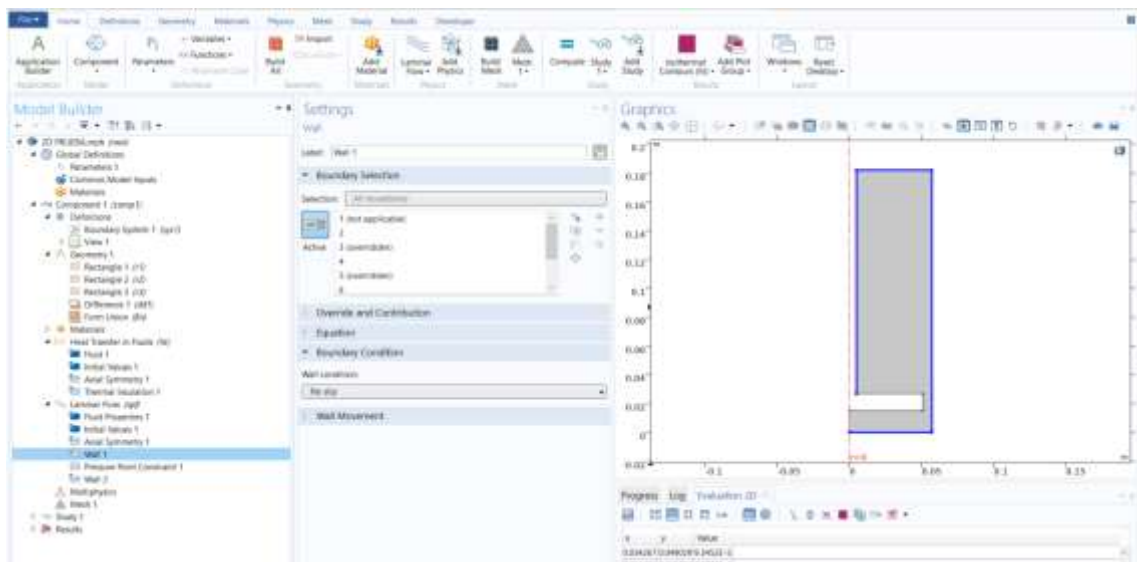 File
Home Definitions Geometry Materials Physics Mesh Study Results Developer
Application Builder
Component
Parameters
Variables
Functions
Build All
Import
Add Material
Laminar Flow
Add Physics
Build Mesh
Mesh 1
Compute
Study 1
Add Study
Isothermal Contours (ht)
Add Plot Group
Windows
Reset Desktop
Model Builder
Global Definitions
Parameters 1
Common Model Inputs
Materials
Component 1 (comp1)
Definitions
Boundary System 1 (sys1)
View 1
Geometry 1
Rectangle 1 (r1)
Rectangle 2 (r2)
Rectangle 3 (r3)
Difference 1 (dif1)
Form Union (fin)
Materials
Heat Transfer in Fluids (ht)
Fluid 1
Initial Values 1
Axial Symmetry 1
Thermal Insulation 1
Laminar Flow (spf)
Fluid Properties 1
Initial Values 1
Axial Symmetry 1
Wall 1
Pressure Point Constraint 1
Wall 2
Multiphysics
Mesh 1
Study 1
Results
Settings
Wall
Label: Wall 1
Boundary Selection
Selection: All boundaries
Active
1 (not applicable)
2
3 (overridden)
4
5 (overridden)
6
Override and Contribution
Equation
Boundary Condition
Wall condition:
No slip
Wall Movement
Graphics
0.2
0.18
0.16
0.14
0.12
0.1
0.08
0.06
0.04
0.02
0
-0.02
-0.1 -0.05 0 0.05 0.1 0.15
r=0
Progress Log Evaluation 2D
x y Value